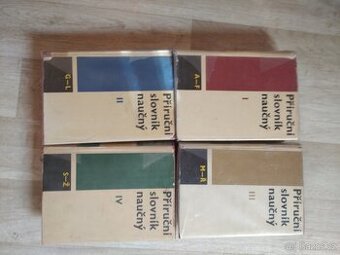 G–L
Příruční
slovník
naučný
II
A–F
Příruční
slovník
naučný
I
S–Ž
Příruční
slovník
naučný
IV
M–Ř
Příruční
slovník
naučný
III